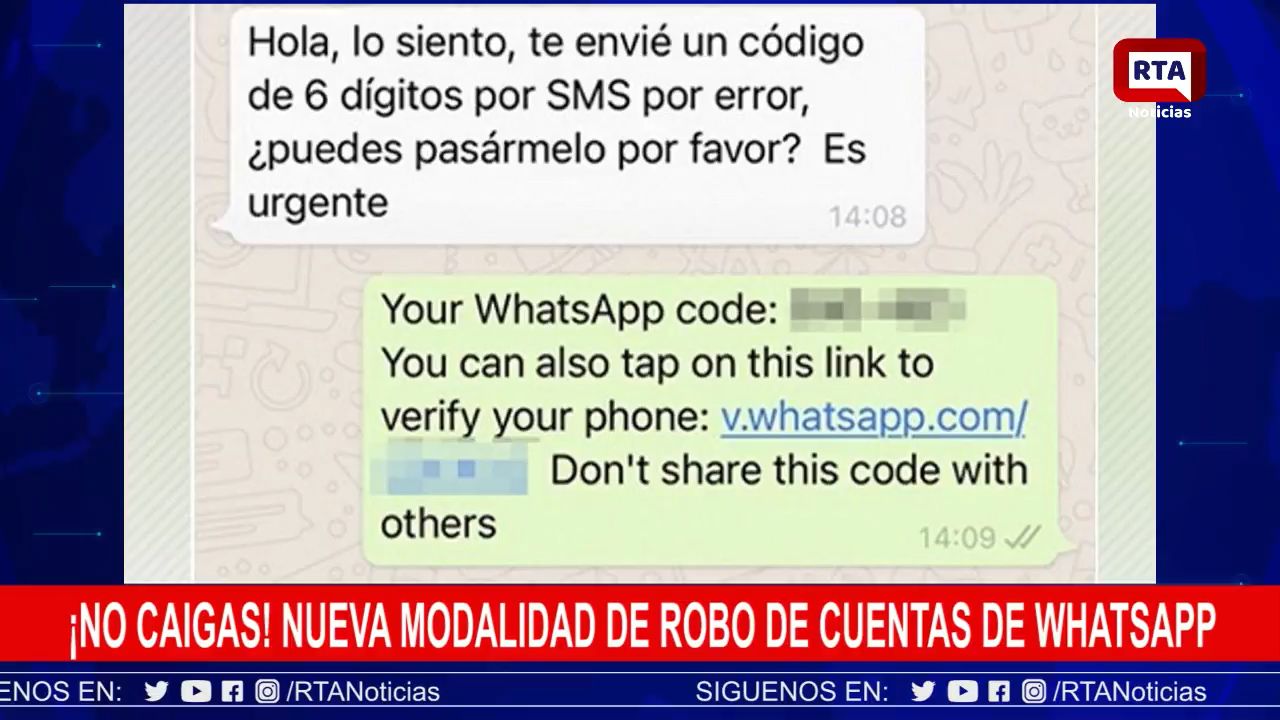 Hola, lo siento, te envié un código
de 6 dígitos por SMS por error,
¿puedes pasármelo por favor?  Es
urgente
14:08
RTA
Noticias
Your WhatsApp code:
You can also tap on this link to
verify your phone: v.whatsapp.com/
Don't share this code with
others
14:09
¡NO CAIGAS! NUEVA MODALIDAD DE ROBO DE CUENTAS DE WHATSAPP
ENOS EN: /RTANoticias SIGUENOS EN: /RTANoticias